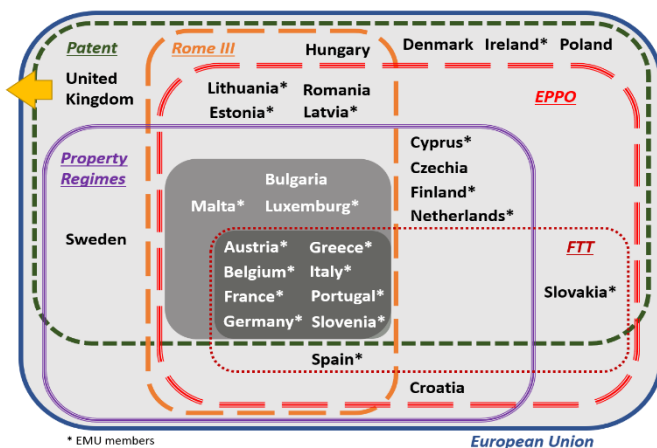 Patent
Rome III
Hungary
Denmark Ireland* Poland
United
Kingdom
Lithuania* Romania
Estonia* Latvia*
EPPO
Property
Regimes
Cyprus*
Czechia
Finland*
Netherlands*
Bulgaria
Malta* Luxemburg*
Sweden
Austria* Greece*
Belgium* Italy*
France* Portugal*
Germany* Slovenia*
FTT
Slovakia*
Spain*
Croatia
* EMU members
European Union